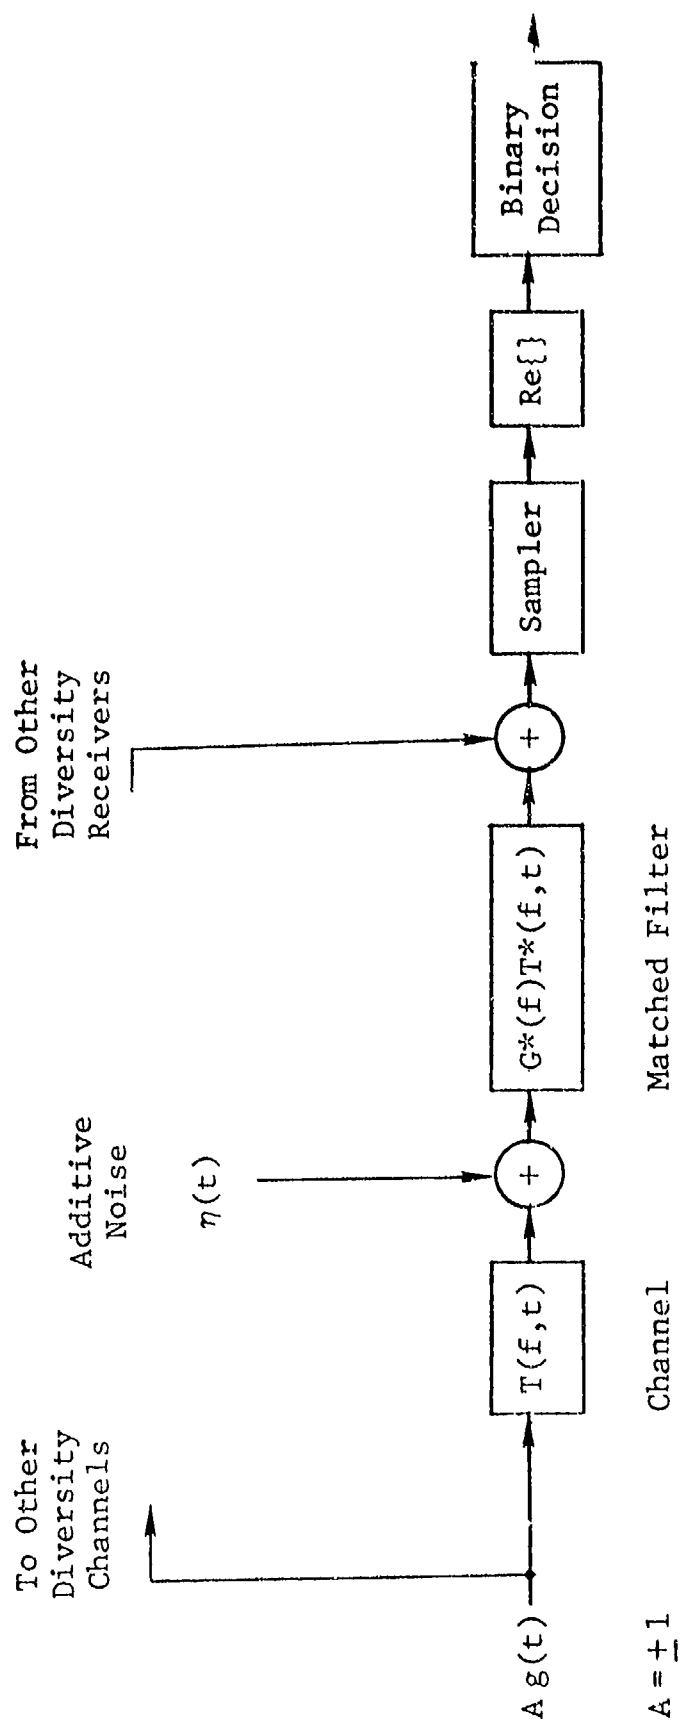 To Other
Diversity
Channels
Additive
Noise
η(t)
From Other
Diversity
Receivers
A g(t)
T(f,t)
+
G*(f)T*(f,t)
+
Sampler
Re{}
Binary
Decision
A = ±1
Channel
Matched Filter